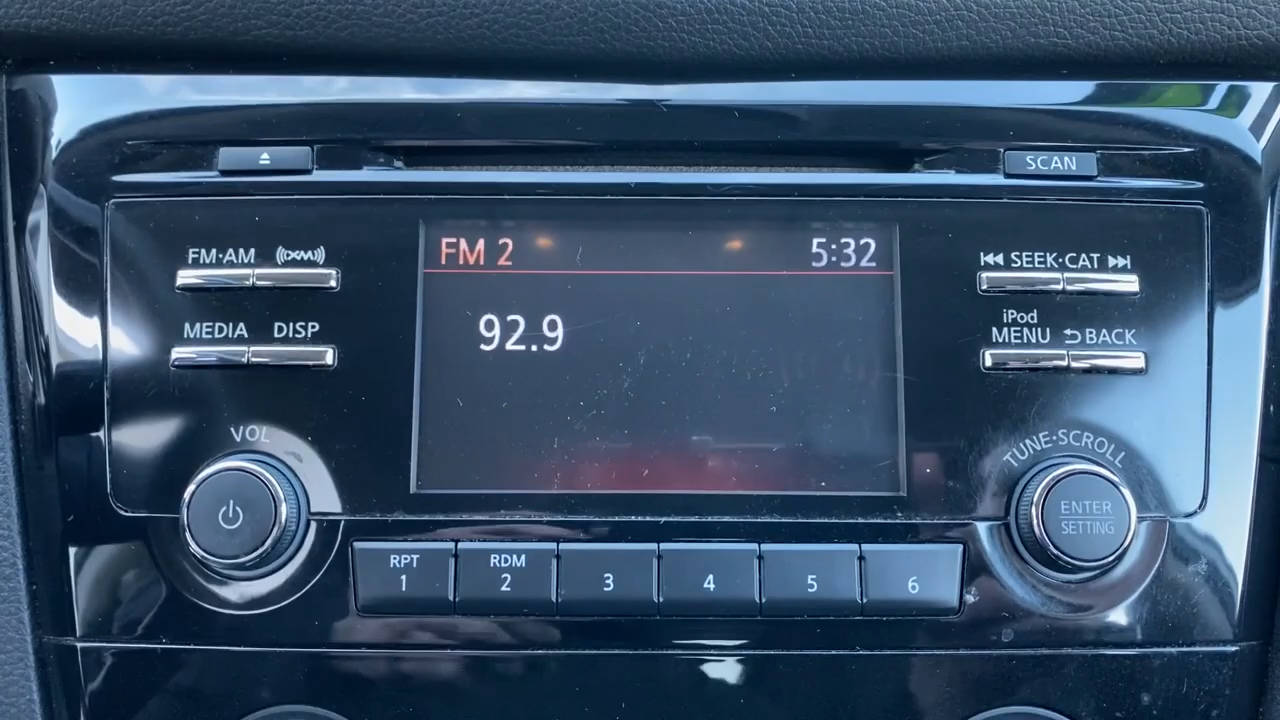 SCAN
FM·AM XM
FM 2 5:32
SEEK·CAT
92.9
MEDIA DISP
iPod
MENU BACK
VOL
TUNE·SCROLL
ENTER
SETTING
RPT
1
RDM
2
3
4
5
6